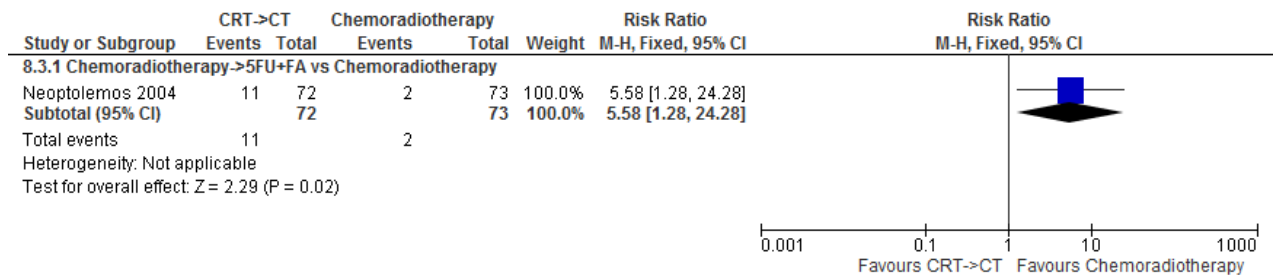 CRT->CT Chemoradiotherapy Risk Ratio Risk Ratio
Study or Subgroup Events Total Events Total Weight M-H, Fixed, 95% CI M-H, Fixed, 95% CI
8.3.1 Chemoradiotherapy->5FU+FA vs Chemoradiotherapy
Neoptolemos 2004 11 72 2 73 100.0% 5.58 [1.28, 24.28]
Subtotal (95% CI) 72 73 100.0% 5.58 [1.28, 24.28]
Total events 11 2
Heterogeneity: Not applicable
Test for overall effect: Z = 2.29 (P = 0.02)
0.001 0.1 1 10 1000
Favours CRT->CT Favours Chemoradiotherapy